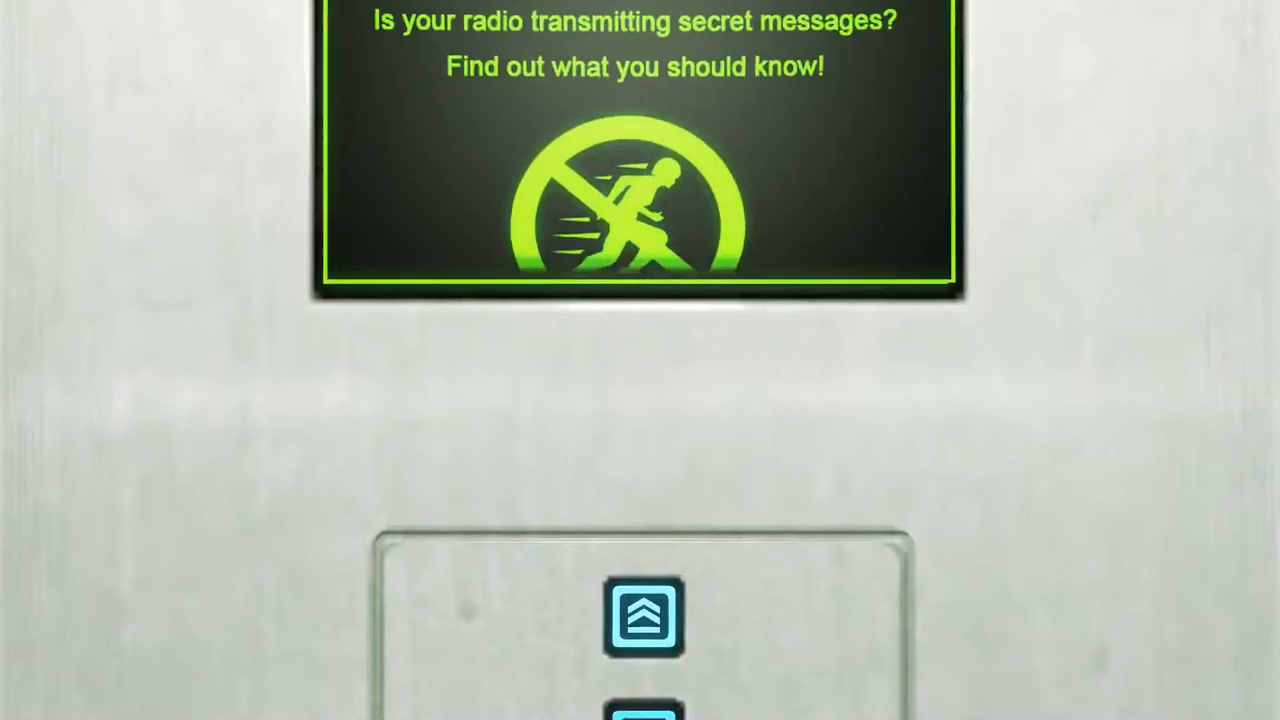 Is your radio transmitting secret messages?
Find out what you should know!